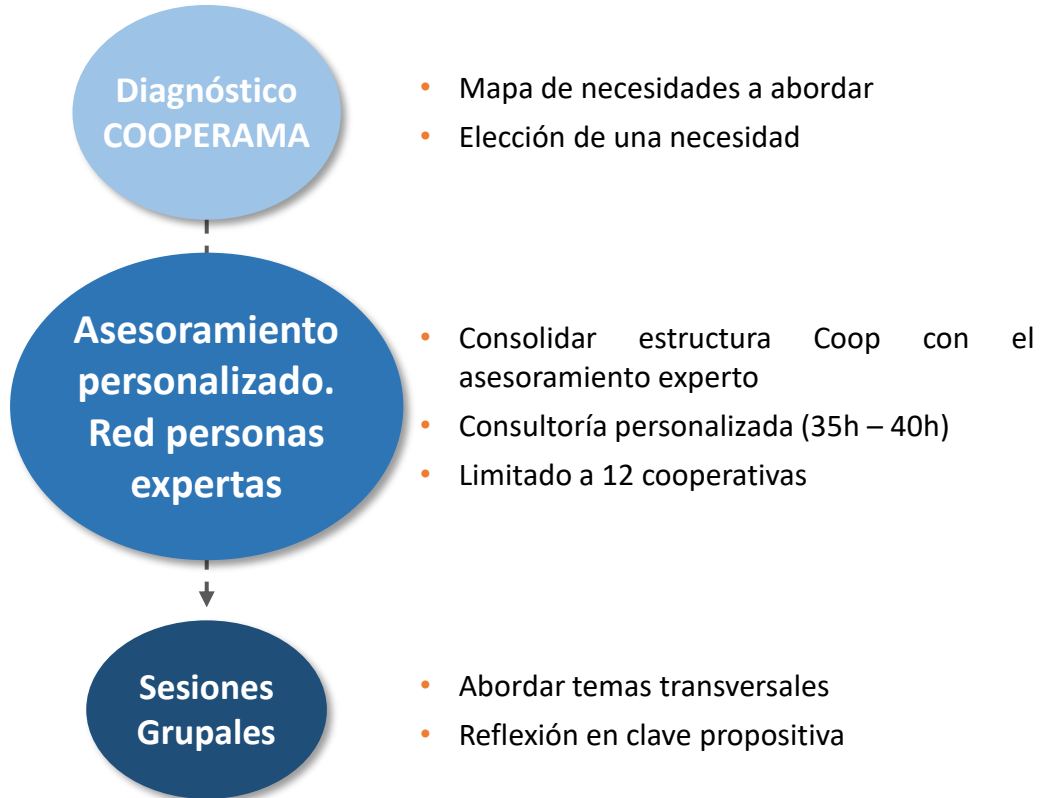 Diagnóstico
COOPERAMA
• Mapa de necesidades a abordar
• Elección de una necesidad
Asesoramiento
personalizado.
Red personas
expertas
• Consolidar estructura Coop con el
asesoramiento experto
• Consultoría personalizada (35h – 40h)
• Limitado a 12 cooperativas
Sesiones
Grupales
• Abordar temas transversales
• Reflexión en clave propositiva